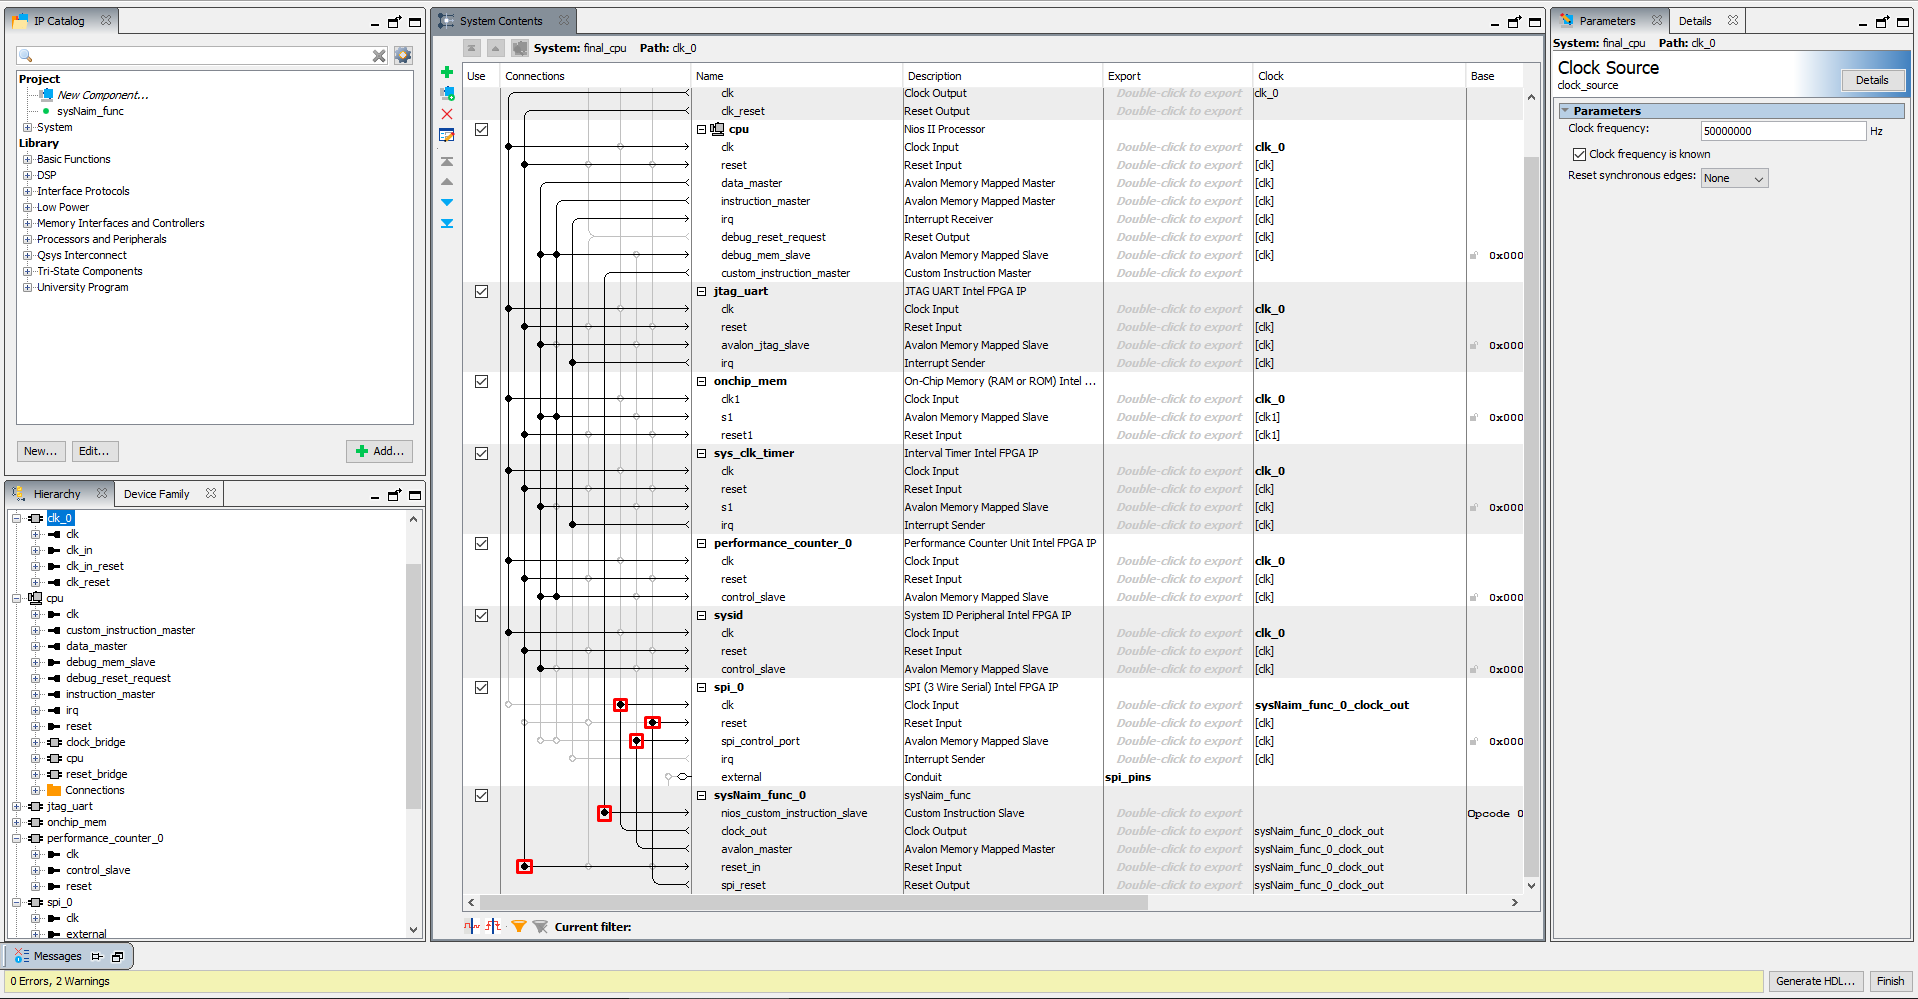 IP Catalog
Project
New Component...
sysNaim_func
System
Library
Basic Functions
DSP
Interface Protocols
Low Power
Memory Interfaces and Controllers
Processors and Peripherals
Qsys Interconnect
Tri-State Components
University Program
New... Edit... Add...
Hierarchy Device Family
clk_0
clk
clk_in
clk_in_reset
clk_reset
cpu
clk
custom_instruction_master
data_master
debug_mem_slave
debug_reset_request
instruction_master
irq
reset
clock_bridge
cpu
reset_bridge
Connections
jtag_uart
onchip_mem
performance_counter_0
clk
control_slave
reset
spi_0
clk
external
System Contents
System: final_cpu Path: clk_0
Use Connections Name Description Export Clock Base
clk Clock Output Double-click to export clk_0
clk_reset Reset Output Double-click to export
cpu Nios II Processor
clk Clock Input Double-click to export clk_0
reset Reset Input Double-click to export [clk]
data_master Avalon Memory Mapped Master Double-click to export [clk]
instruction_master Avalon Memory Mapped Master Double-click to export [clk]
irq Interrupt Receiver Double-click to export [clk]
debug_reset_request Reset Output Double-click to export [clk]
debug_mem_slave Avalon Memory Mapped Slave Double-click to export [clk] 0x000
custom_instruction_master Custom Instruction Master Double-click to export
jtag_uart JTAG UART Intel FPGA IP
clk Clock Input Double-click to export clk_0
reset Reset Input Double-click to export [clk]
avalon_jtag_slave Avalon Memory Mapped Slave Double-click to export [clk] 0x000
irq Interrupt Sender Double-click to export [clk]
onchip_mem On-Chip Memory (RAM or ROM) Intel ...
clk1 Clock Input Double-click to export clk_0
s1 Avalon Memory Mapped Slave Double-click to export [clk1] 0x000
reset1 Reset Input Double-click to export [clk1]
sys_clk_timer Interval Timer Intel FPGA IP
clk Clock Input Double-click to export clk_0
reset Reset Input Double-click to export [clk]
s1 Avalon Memory Mapped Slave Double-click to export [clk] 0x000
irq Interrupt Sender Double-click to export [clk]
performance_counter_0 Performance Counter Unit Intel FPGA IP
clk Clock Input Double-click to export clk_0
reset Reset Input Double-click to export [clk]
control_slave Avalon Memory Mapped Slave Double-click to export [clk] 0x000
sysid System ID Peripheral Intel FPGA IP
clk Clock Input Double-click to export clk_0
reset Reset Input Double-click to export [clk]
control_slave Avalon Memory Mapped Slave Double-click to export [clk] 0x000
spi_0 SPI (3 Wire Serial) Intel FPGA IP
clk Clock Input Double-click to export sysNaim_func_0_clock_out
reset Reset Input Double-click to export [clk]
spi_control_port Avalon Memory Mapped Slave Double-click to export [clk] 0x000
irq Interrupt Sender Double-click to export [clk]
external Conduit spi_pins
sysNaim_func_0 sysNaim_func
nios_custom_instruction_slave Custom Instruction Slave Double-click to export Opcode 0
clock_out Clock Output Double-click to export sysNaim_func_0_clock_out
avalon_master Avalon Memory Mapped Master Double-click to export sysNaim_func_0_clock_out
reset_in Reset Input Double-click to export sysNaim_func_0_clock_out
spi_reset Reset Output Double-click to export sysNaim_func_0_clock_out
Current filter:
Parameters Details
System: final_cpu Path: clk_0
Clock Source
clock_source
Details
Parameters
Clock frequency: 50000000 Hz
Clock frequency is known
Reset synchronous edges: None
Messages
0 Errors, 2 Warnings
Generate HDL... Finish